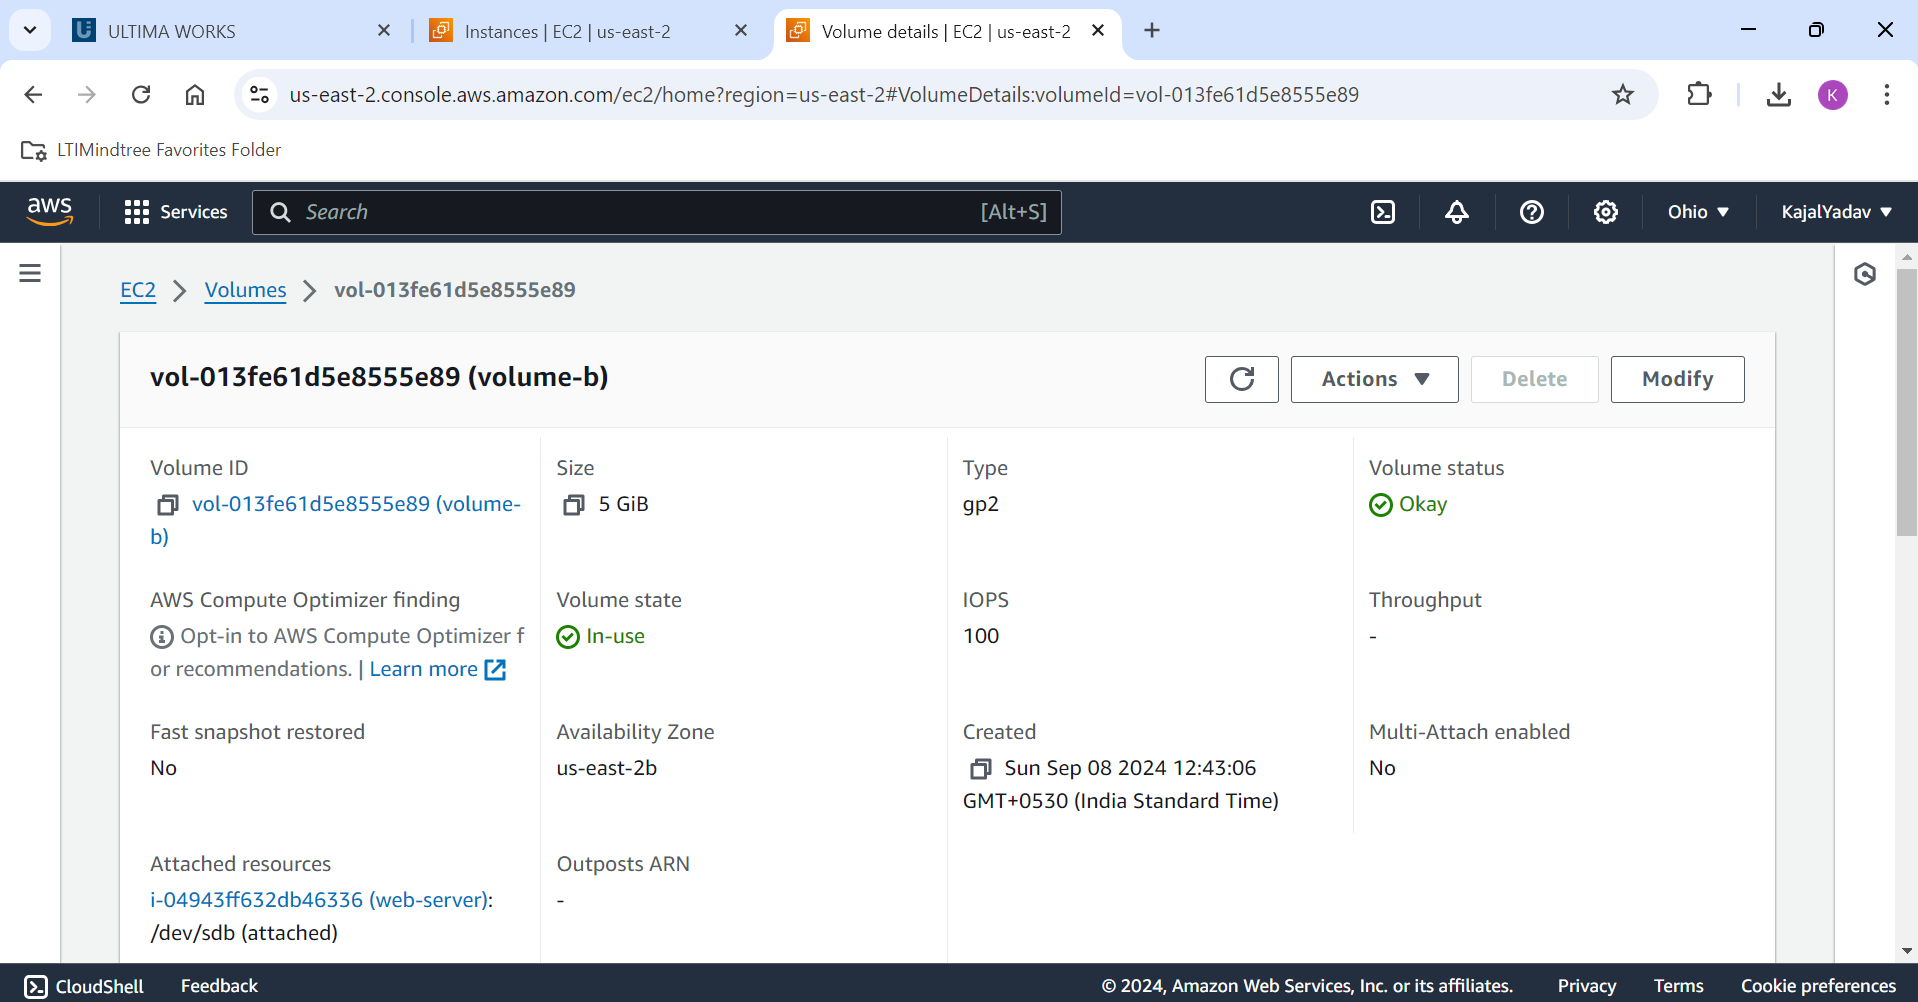 ULTIMA WORKS
Instances | EC2 | us-east-2
Volume details | EC2 | us-east-2
us-east-2.console.aws.amazon.com/ec2/home?region=us-east-2#VolumeDetails:volumeId=vol-013fe61d5e8555e89
K
LTIMindtree Favorites Folder
aws
Services
Search
[Alt+S]
Ohio
KajalYadav
EC2
Volumes
vol-013fe61d5e8555e89
vol-013fe61d5e8555e89 (volume-b)
Actions
Delete
Modify
Volume ID
vol-013fe61d5e8555e89 (volume-
b)
Size
5 GiB
Type
gp2
Volume status
Okay
AWS Compute Optimizer finding
Opt-in to AWS Compute Optimizer f
or recommendations. | Learn more
Volume state
In-use
IOPS
100
Throughput
-
Fast snapshot restored
No
Availability Zone
us-east-2b
Created
Sun Sep 08 2024 12:43:06
GMT+0530 (India Standard Time)
Multi-Attach enabled
No
Attached resources
i-04943ff632db46336 (web-server):
/dev/sdb (attached)
Outposts ARN
-
CloudShell
Feedback
© 2024, Amazon Web Services, Inc. or its affiliates.
Privacy
Terms
Cookie preferences